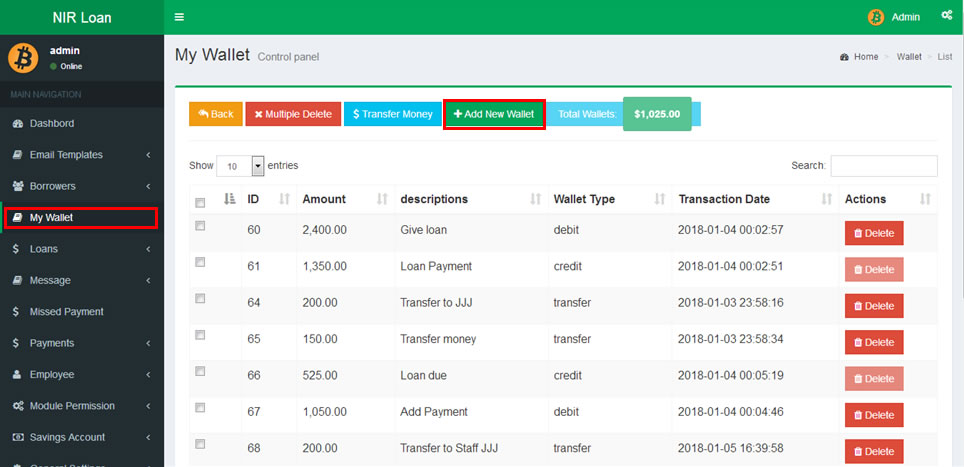 NIR Loan
Admin
admin
Online
My Wallet Control panel
Home > Wallet > List
MAIN NAVIGATION
Dashbord
Email Templates
Borrowers
My Wallet
Loans
Message
Missed Payment
Payments
Employee
Module Permission
Savings Account
General Settings
Back Multiple Delete $ Transfer Money Add New Wallet Total Wallets: $1,025.00
Show 10 entries Search:
ID Amount descriptions Wallet Type Transaction Date Actions
60 2,400.00 Give loan debit 2018-01-04 00:02:57 Delete
61 1,350.00 Loan Payment credit 2018-01-04 00:02:51 Delete
64 200.00 Transfer to JJJ transfer 2018-01-03 23:58:16 Delete
65 150.00 Transfer money transfer 2018-01-03 23:58:34 Delete
66 525.00 Loan due credit 2018-01-04 00:05:19 Delete
67 1,050.00 Add Payment debit 2018-01-04 00:04:46 Delete
68 200.00 Transfer to Staff JJJ transfer 2018-01-05 16:39:58 Delete